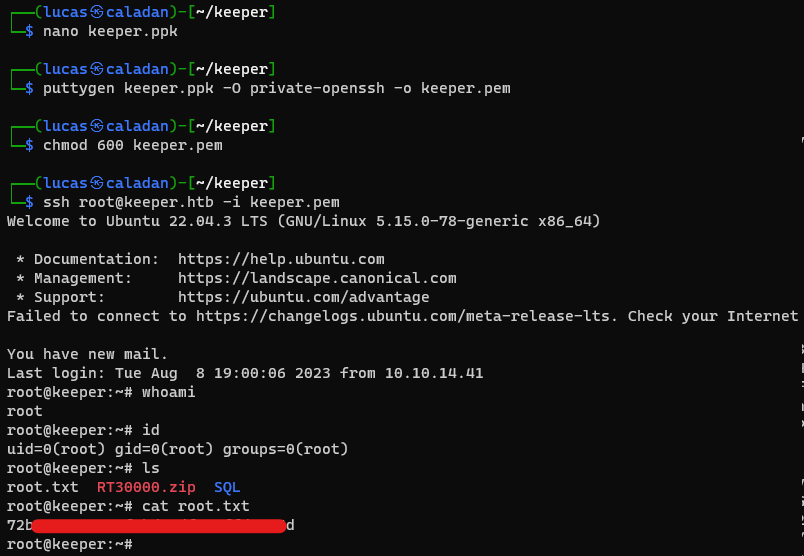 ┌──(lucas㉿caladan)-[~/keeper]
└─$ nano keeper.ppk
┌──(lucas㉿caladan)-[~/keeper]
└─$ puttygen keeper.ppk -O private-openssh -o keeper.pem
┌──(lucas㉿caladan)-[~/keeper]
└─$ chmod 600 keeper.pem
┌──(lucas㉿caladan)-[~/keeper]
└─$ ssh root@keeper.htb -i keeper.pem
Welcome to Ubuntu 22.04.3 LTS (GNU/Linux 5.15.0-78-generic x86_64)
* Documentation:  https://help.ubuntu.com
* Management:     https://landscape.canonical.com
* Support:        https://ubuntu.com/advantage
Failed to connect to https://changelogs.ubuntu.com/meta-release-lts. Check your Internet
You have new mail.
Last login: Tue Aug  8 19:00:06 2023 from 10.10.14.41
root@keeper:~# whoami
root
root@keeper:~# id
uid=0(root) gid=0(root) groups=0(root)
root@keeper:~# ls
root.txt  RT30000.zip  SQL
root@keeper:~# cat root.txt
root@keeper:~#